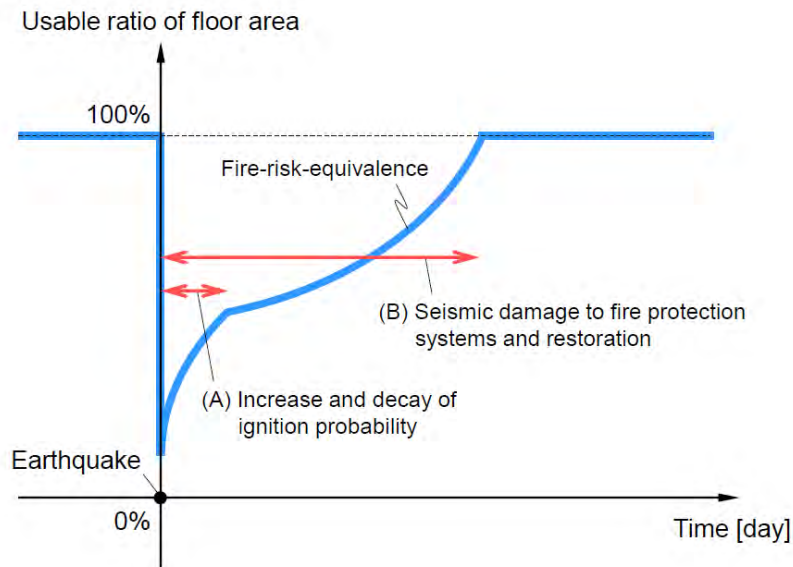 Usable ratio of floor area
100%
Fire-risk-equivalence
(B) Seismic damage to fire protection
systems and restoration
(A) Increase and decay of
ignition probability
Earthquake
0%
Time [day]